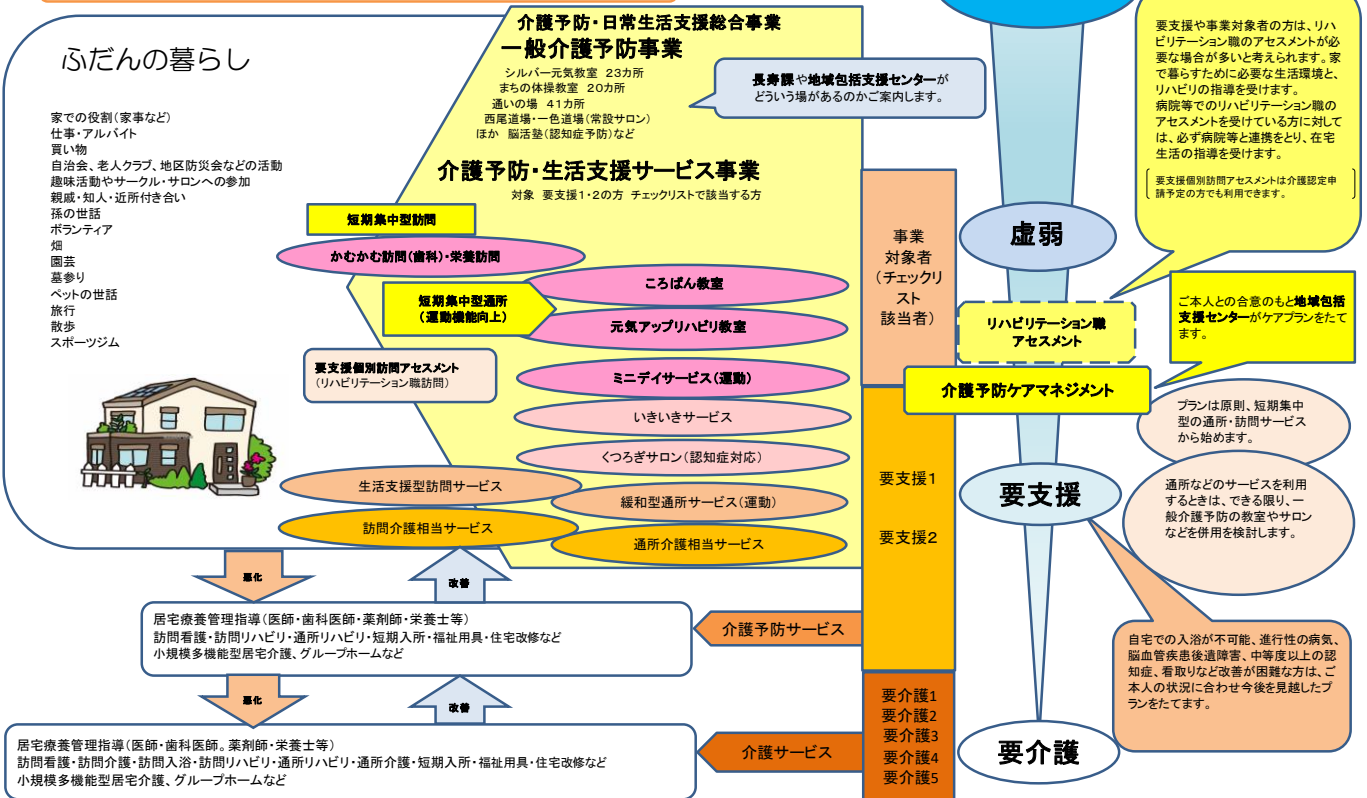 ふだんの暮らし
家での役割(家事など)
仕事・アルバイト
買い物
自治会、老人クラブ、地区防災会などの活動
趣味活動やサークル・サロンへの参加
親戚・知人・近所付き合い
孫の世話
ボランティア
畑
園芸
墓参り
ペットの世話
旅行
散歩
スポーツジム
介護予防・日常生活支援総合事業
一般介護予防事業
シルバー元気教室 23カ所
まちの体操教室 20カ所
通いの場 41カ所
西尾道場・一色道場(常設サロン)
ほか 脳活塾(認知症予防)など
長寿課や地域包括支援センターが
どういう場があるのかご案内します。
介護予防・生活支援サービス事業
対象 要支援1・2の方 チェックリストで該当する方
短期集中型訪問
かむかむ訪問(歯科)・栄養訪問
短期集中型通所
(運動機能向上)
ころばん教室
元気アップリハビリ教室
要支援個別訪問アセスメント
(リハビリテーション職訪問)
ミニデイサービス(運動)
いきいきサービス
くつろぎサロン(認知症対応)
生活支援型訪問サービス
緩和型通所サービス(運動)
訪問介護相当サービス
通所介護相当サービス
悪化
改善
居宅療養管理指導(医師・歯科医師・薬剤師・栄養士等)
訪問看護・訪問リハビリ・通所リハビリ・短期入所・福祉用具・住宅改修など
小規模多機能型居宅介護、グループホームなど
介護予防サービス
悪化
改善
居宅療養管理指導(医師・歯科医師。薬剤師・栄養士等)
訪問看護・訪問介護・訪問入浴・訪問リハビリ・通所リハビリ・通所介護・短期入所・福祉用具・住宅改修など
小規模多機能型居宅介護、グループホームなど
介護サービス
事業
対象者
(チェックリ
スト
該当者)
要支援1
要支援2
要介護1
要介護2
要介護3
要介護4
要介護5
虚弱
リハビリテーション職
アセスメント
介護予防ケアマネジメント
要支援
要介護
要支援や事業対象者の方は、リハ
ビリテーション職のアセスメントが必
要な場合が多いと考えられます。家
で暮らすために必要な生活環境と、
リハビリの指導を受けます。
病院等でのリハビリテーション職の
アセスメントを受けている方に対して
は、必ず病院等と連携をとり、在宅
生活の指導を受けます。
要支援個別訪問アセスメントは介護認定申
請予定の方でも利用できます。
ご本人との合意のもと地域包括
支援センターがケアプランをたて
ます。
プランは原則、短期集中
型の通所・訪問サービス
から始めます。
通所などのサービスを利用
するときは、できる限り、一
般介護予防の教室やサロン
などを併用を検討します。
自宅での入浴が不可能、進行性の病気、
脳血管疾患後遺障害、中等度以上の認
知症、看取りなど改善が困難な方は、ご
本人の状況に合わせ今後を見越したプ
ランをたてます。